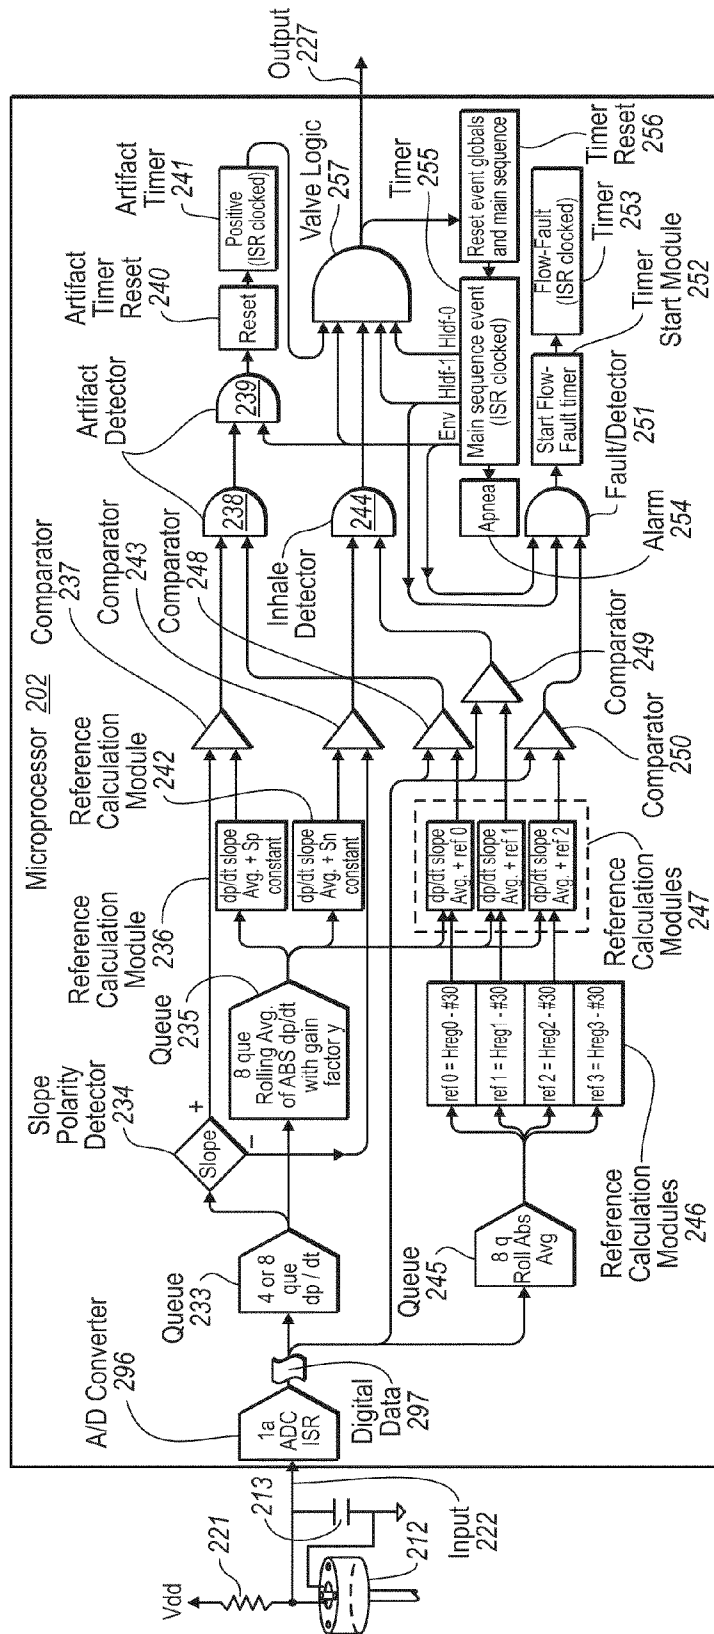 Microprocessor 202
Vdd
221
213
212
Input
222
A/D Converter
296
1a
ADC
ISR
Digital
Data
297
Queue
233
4 or 8
que
dp / dt
Slope
Polarity
Detector
234
Slope
+
−
Queue
235
8 que
Rolling Avg.
of ABS dp/dt
with gain
factor y
Queue
245
8 q
Roll Abs
Avg
Reference
Calculation
Module
236
dp/dt slope
Avg. + Sp
constant
Reference
Calculation
Module
242
dp/dt slope
Avg. + Sn
constant
ref 0 = Hreg0 - #30
ref 1 = Hreg1 - #30
ref 2 = Hreg2 - #30
ref 3 = Hreg3 - #30
Reference
Calculation
Modules
246
dp/dt slope
Avg. + ref 0
dp/dt slope
Avg. + ref 1
dp/dt slope
Avg. + ref 2
Reference
Calculation
Modules
247
Comparator
237
Comparator
243
Comparator
248
Comparator
249
Comparator
250
Inhale
Detector
244
Artifact
Detector
238
239
Artifact
Timer
Reset
240
Reset
Artifact
Timer
241
Positive
(ISR clocked)
Valve Logic
257
Output
227
Env
Hldf-1
Hldf-0
Main sequence event
(ISR clocked)
Timer
255
Reset event globals
and main sequence
Timer
Reset
256
Apnea
Alarm
254
Fault/Detector
251
Start Flow-
Fault timer
Timer
Start Module
252
Flow-Fault
(ISR clocked)
Timer
253